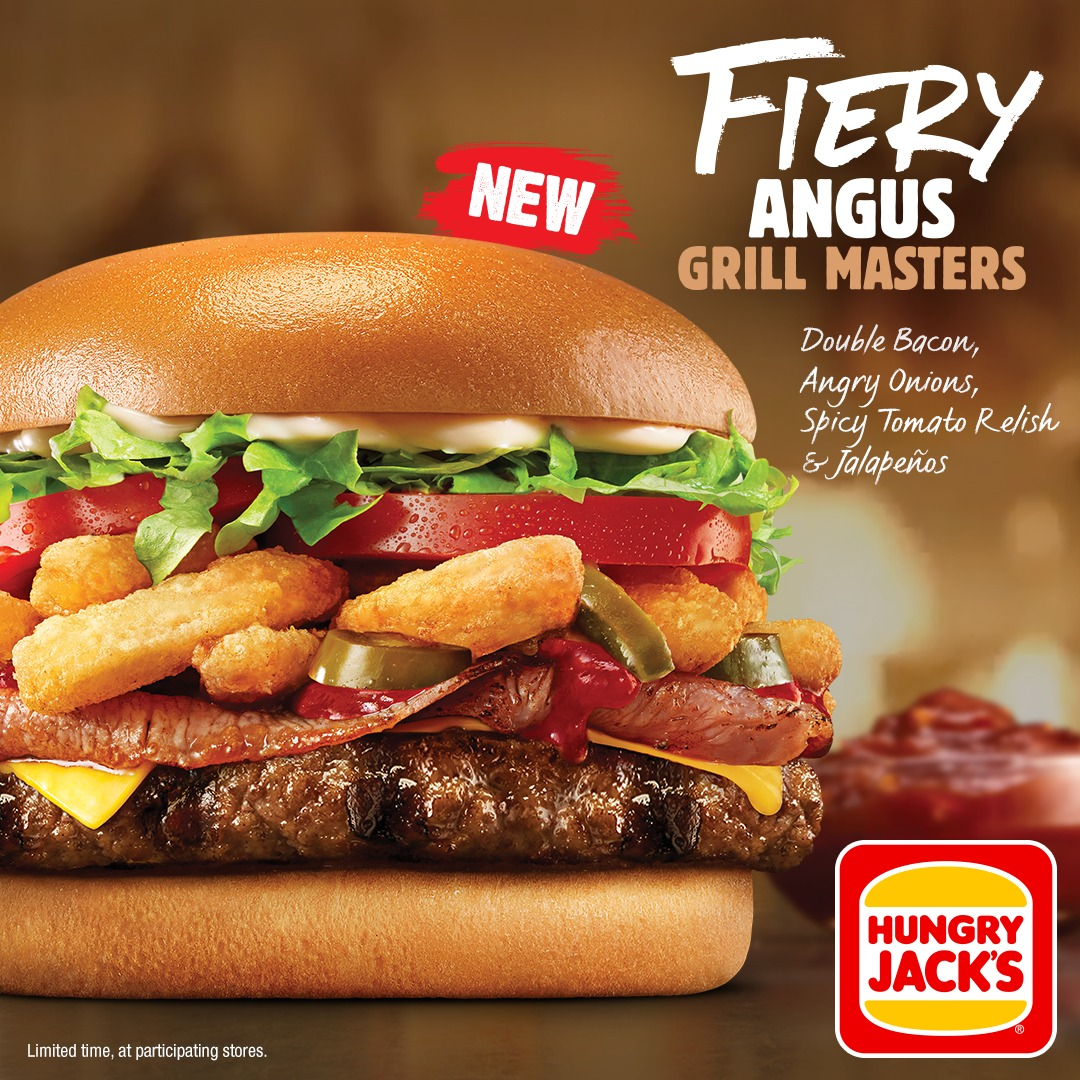 FIERY
ANGUS
GRILL MASTERS
NEW
Double Bacon,
Angry Onions,
Spicy Tomato Relish
& Jalapeños
HUNGRY
JACK'S
®
Limited time, at participating stores.